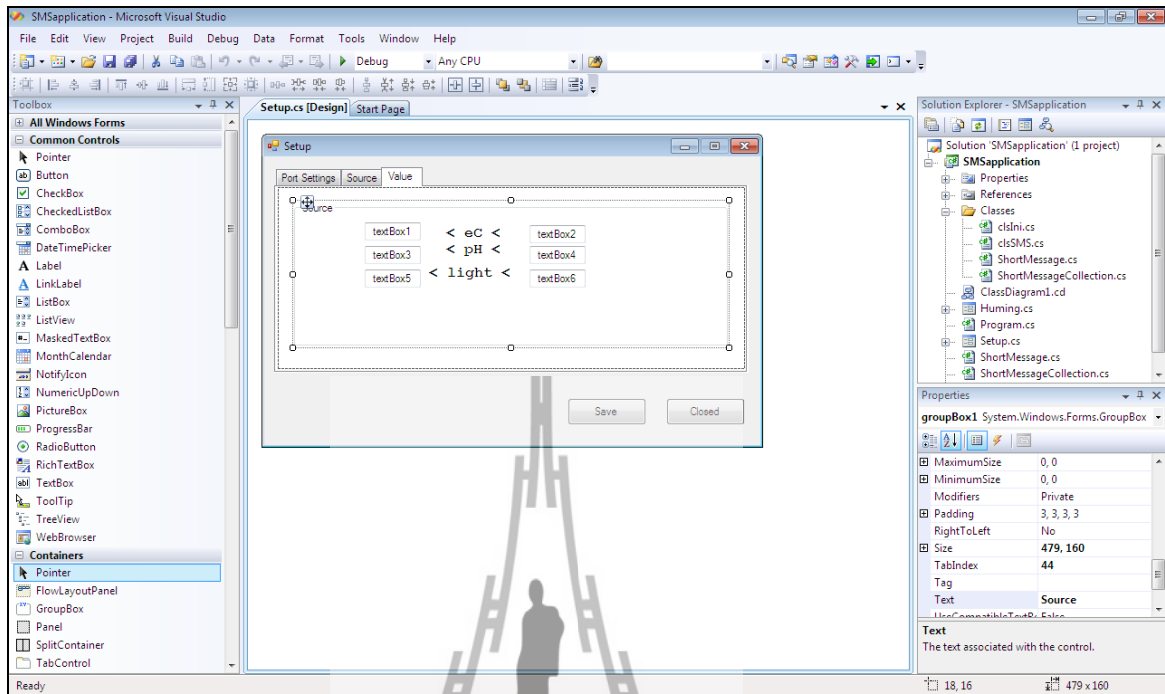 SMSapplication - Microsoft Visual Studio
File Edit View Project Build Debug Data Format Tools Window Help
Debug Any CPU
Toolbox
All Windows Forms
Common Controls
Pointer
Button
CheckBox
CheckedListBox
ComboBox
DateTimePicker
Label
LinkLabel
ListBox
ListView
MaskedTextBox
MonthCalendar
NotifyIcon
NumericUpDown
PictureBox
ProgressBar
RadioButton
RichTextBox
TextBox
ToolTip
TreeView
WebBrowser
Containers
Pointer
FlowLayoutPanel
GroupBox
Panel
SplitContainer
TabControl
Setup.cs [Design] Start Page
Setup
Port Settings Source Value
Source
textBox1 < eC < textBox2
textBox3 < pH < textBox4
textBox5 < light < textBox6
Save Closed
Solution Explorer - SMSapplication
Solution 'SMSapplication' (1 project)
SMSapplication
Properties
References
Classes
clsIni.cs
clsSMS.cs
ShortMessage.cs
ShortMessageCollection.cs
ClassDiagram1.cd
Huming.cs
Program.cs
Setup.cs
ShortMessage.cs
ShortMessageCollection.cs
Properties
groupBox1 System.Windows.Forms.GroupBox
MaximumSize 0, 0
MinimumSize 0, 0
Modifiers Private
Padding 3, 3, 3, 3
RightToLeft No
Size 479, 160
TabIndex 44
Tag
Text Source
Text
The text associated with the control.
Ready 18, 16 479 x 160